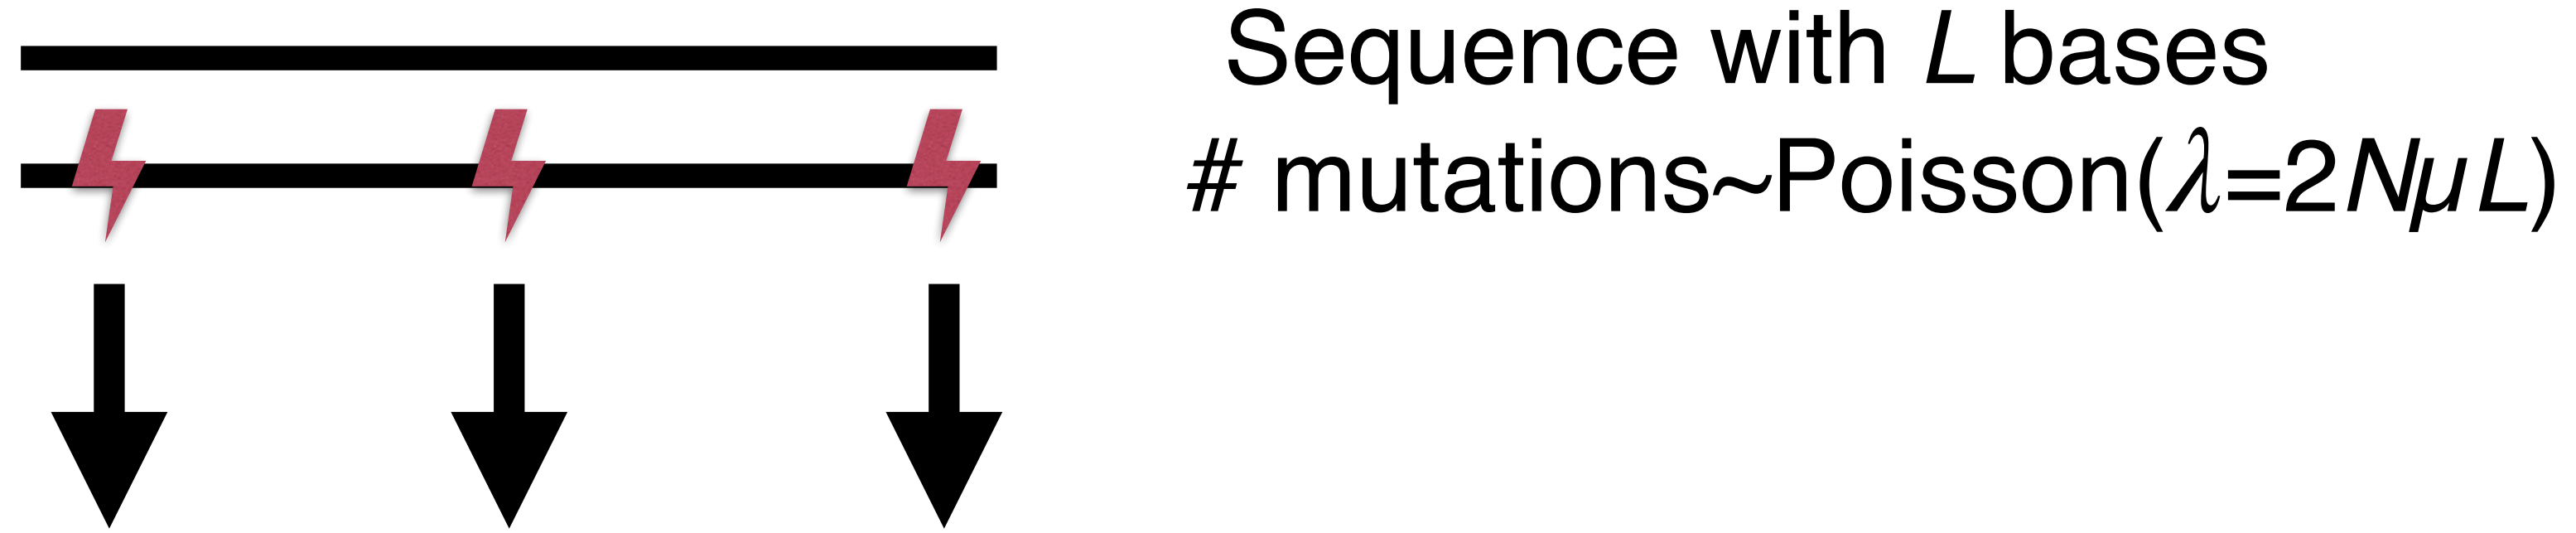 Sequence with L bases
# mutations~Poisson(λ=2NμL)